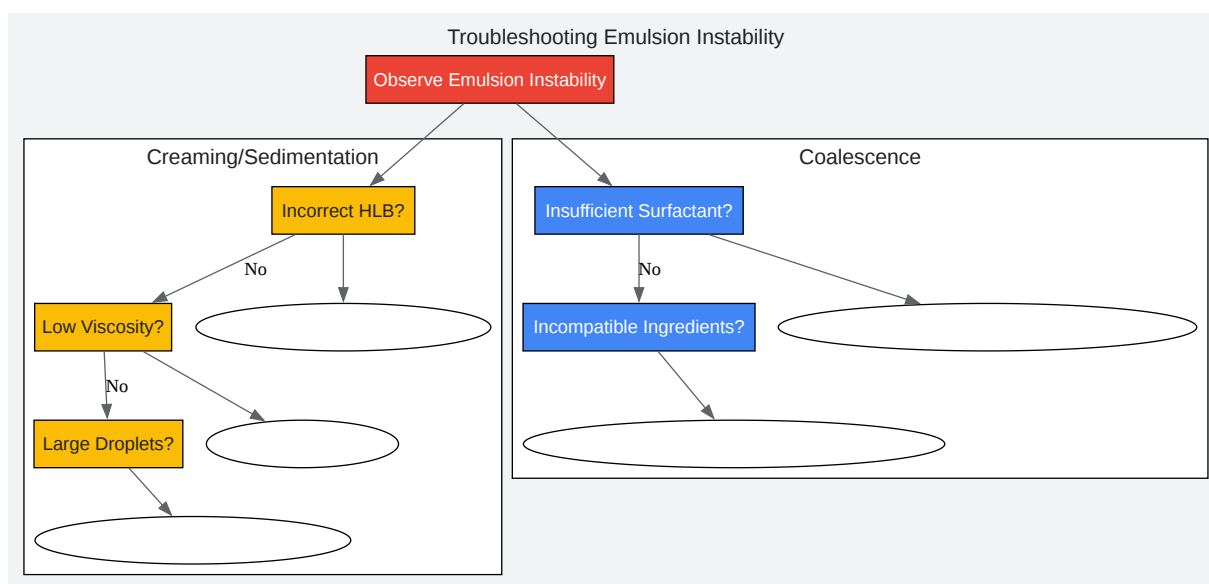 Troubleshooting Emulsion Instability
Observe Emulsion Instability
Creaming/Sedimentation
Incorrect HLB?
No
Low Viscosity?
No
Large Droplets?
Coalescence
Insufficient Surfactant?
No
Incompatible Ingredients?